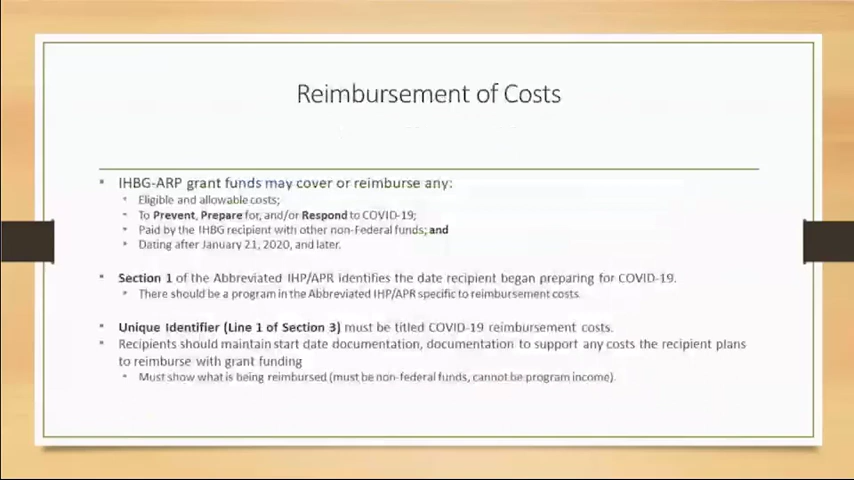 Reimbursement of Costs
IHBG-ARP grant funds may cover or reimburse any:
Eligible and allowable costs;
To Prevent, Prepare for, and/or Respond to COVID-19;
Paid by the IHBG recipient with other non-Federal funds; and
Dating after January 21, 2020, and later.
Section 1 of the Abbreviated IHP/APR identifies the date recipient began preparing for COVID-19.
There should be a program in the Abbreviated IHP/APR specific to reimbursement costs.
Unique Identifier (Line 1 of Section 3) must be titled COVID-19 reimbursement costs.
Recipients should maintain start date documentation, documentation to support any costs the recipient plans
to reimburse with grant funding
Must show what is being reimbursed (must be non-federal funds, cannot be program income).